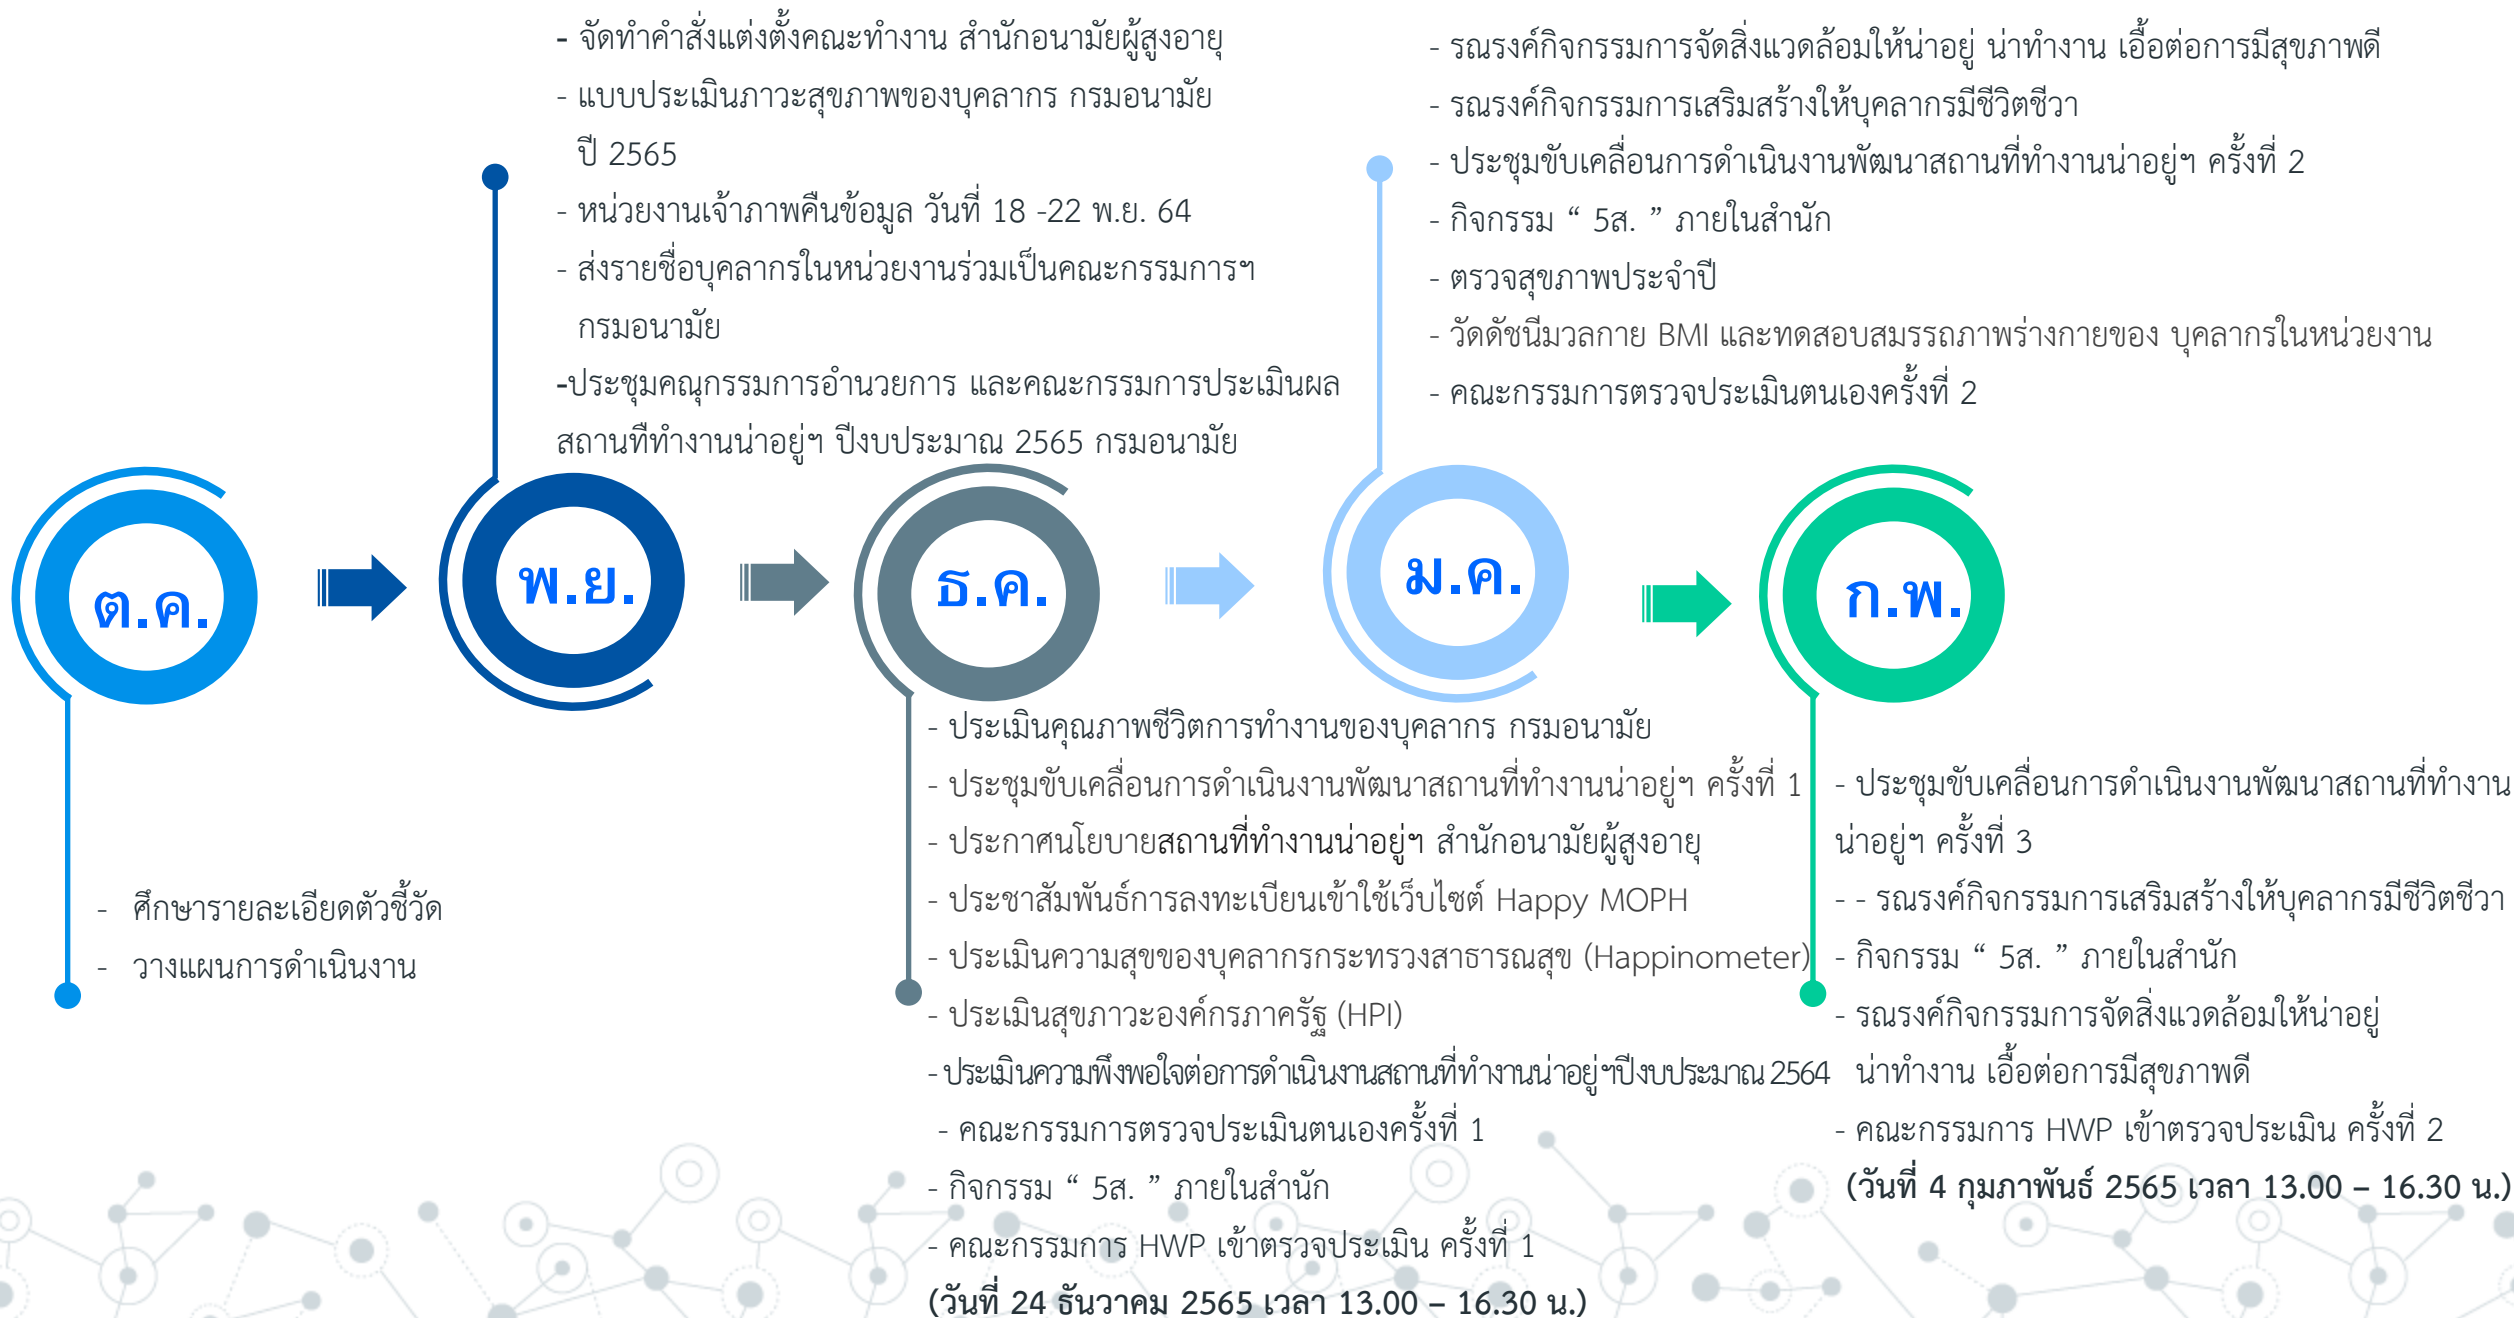 ต.ค.
- ศึกษารายละเอียดตัวชี้วัด
- วางแผนการดำเนินงาน
พ.ย.
- จัดทำคำสั่งแต่งตั้งคณะทำงาน สำนักอนามัยผู้สูงอายุ
- แบบประเมินภาวะสุขภาพของบุคลากร กรมอนามัย
ปี 2565
- หน่วยงานเจ้าภาพคืนข้อมูล วันที่ 18 -22 พ.ย. 64
- ส่งรายชื่อบุคลากรในหน่วยงานร่วมเป็นคณะกรรมการฯ
กรมอนามัย
-ประชุมคณุกรรมการอำนวยการ และคณะกรรมการประเมินผล
สถานทีทำงานน่าอยู่ฯ ปีงบประมาณ 2565 กรมอนามัย
ธ.ค.
- ประเมินคุณภาพชีวิตการทำงานของบุคลากร กรมอนามัย
- ประชุมขับเคลื่อนการดำเนินงานพัฒนาสถานที่ทำงานน่าอยู่ฯ ครั้งที่ 1
- ประกาศนโยบายสถานที่ทำงานน่าอยู่ฯ สำนักอนามัยผู้สูงอายุ
- ประชาสัมพันธ์การลงทะเบียนเข้าใช้เว็บไซต์ Happy MOPH
- ประเมินความสุขของบุคลากรกระทรวงสาธารณสุข (Happinometer)
- ประเมินสุขภาวะองค์กรภาครัฐ (HPI)
- ประเมินความพึงพอใจต่อการดำเนินงานสถานที่ทำงานน่าอยู่ฯปีงบประมาณ 2564
- คณะกรรมการตรวจประเมินตนเองครั้งที่ 1
- กิจกรรม “ 5ส. ” ภายในสำนัก
- คณะกรรมการ HWP เข้าตรวจประเมิน ครั้งที่ 1
(วันที่ 24 ธันวาคม 2565 เวลา 13.00 – 16.30 น.)
ม.ค.
- รณรงค์กิจกรรมการจัดสิ่งแวดล้อมให้น่าอยู่ น่าทำงาน เอื้อต่อการมีสุขภาพดี
- รณรงค์กิจกรรมการเสริมสร้างให้บุคลากรมีชีวิตชีวา
- ประชุมขับเคลื่อนการดำเนินงานพัฒนาสถานที่ทำงานน่าอยู่ฯ ครั้งที่ 2
- กิจกรรม “ 5ส. ” ภายในสำนัก
- ตรวจสุขภาพประจำปี
- วัดดัชนีมวลกาย BMI และทดสอบสมรรถภาพร่างกายของ บุคลากรในหน่วยงาน
- คณะกรรมการตรวจประเมินตนเองครั้งที่ 2
ก.พ.
- ประชุมขับเคลื่อนการดำเนินงานพัฒนาสถานที่ทำงาน
น่าอยู่ฯ ครั้งที่ 3
- - รณรงค์กิจกรรมการเสริมสร้างให้บุคลากรมีชีวิตชีวา
- กิจกรรม “ 5ส. ” ภายในสำนัก
- รณรงค์กิจกรรมการจัดสิ่งแวดล้อมให้น่าอยู่
น่าทำงาน เอื้อต่อการมีสุขภาพดี
- คณะกรรมการ HWP เข้าตรวจประเมิน ครั้งที่ 2
(วันที่ 4 กุมภาพันธ์ 2565 เวลา 13.00 – 16.30 น.)